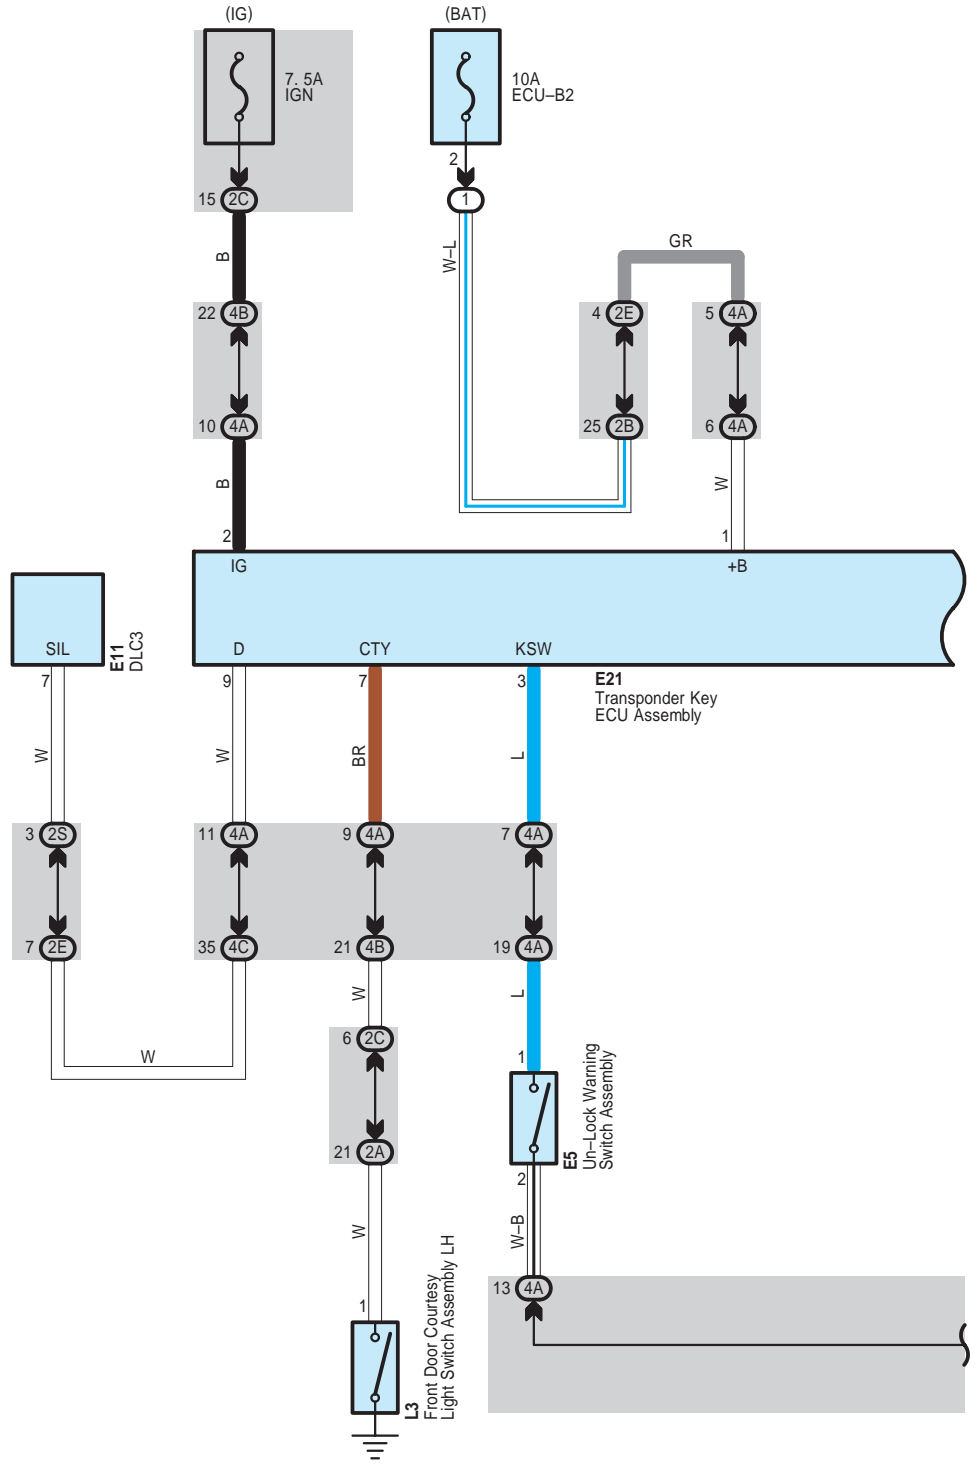 (IG)
(BAT)
7. 5A
IGN
10A
ECU–B2
2
15 2C
1
B
W–L
GR
22 4B
4 2E
5 4A
10 4A
25 2B
6 4A
B
W
2
1
IG
+B
SIL
D
CTY
KSW
E11
DLC3
7
9
7
3
E21
Transponder Key
ECU Assembly
W
W
BR
L
3 2S
11 4A
9 4A
7 4A
7 2E
35 4C
21 4B
19 4A
W
L
6 2C
W
1
21 2A
E5
Un–Lock Warning
Switch Assembly
2
W
W–B
13 4A
1
L3
Front Door Courtesy
Light Switch Assembly LH